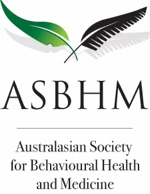 ASBHM
Australasian Society
for Behavioural Health
and Medicine